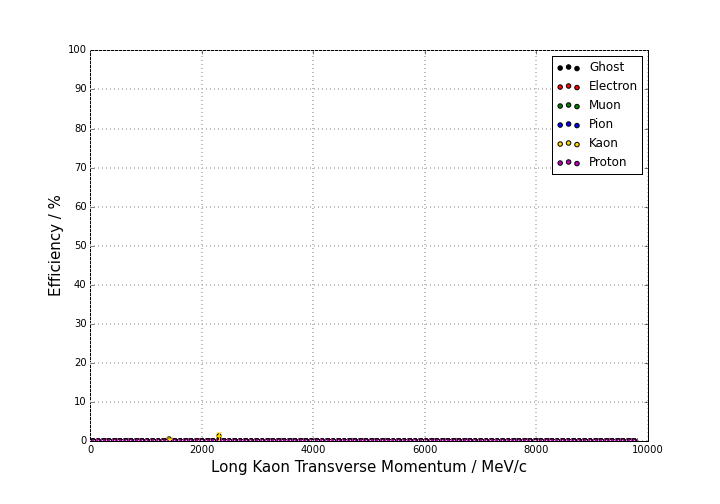 100
90
80
70
60
50
40
30
20
10
0
Efficiency / %
Ghost
Electron
Muon
Pion
Kaon
Proton
0 2000 4000 6000 8000 10000
Long Kaon Transverse Momentum / MeV/c